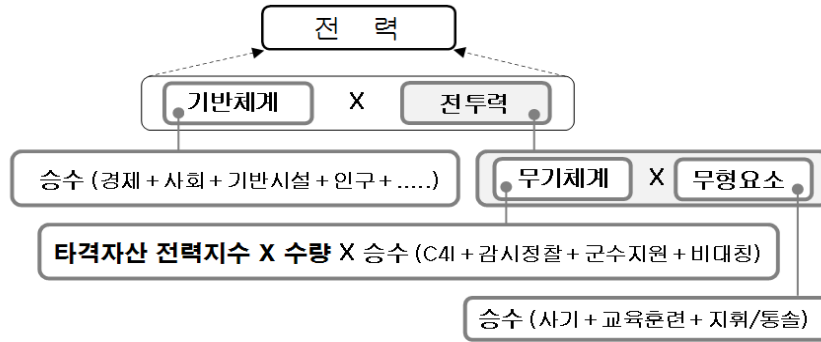 전 력
기반체계 X 전투력
승수 (경제 + 사회 + 기반시설 + 인구 + .....)
무기체계 X 무형요소
타격자산 전력지수 X 수량 X 승수 (C4I + 감시정찰 + 군수지원 + 비대칭)
승수 (사기 + 교육훈련 + 지휘/통솔)